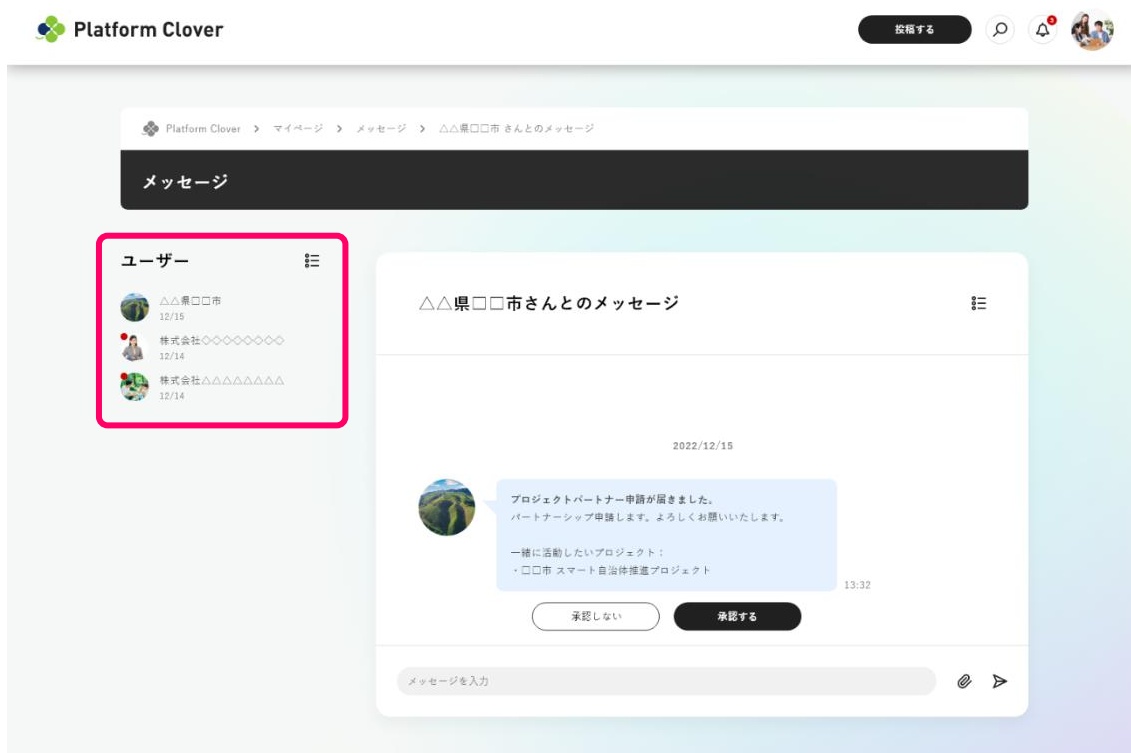 Platform Clover
投稿する
3
Platform Clover > マイページ > メッセージ > △△県□□市 さんとのメッセージ
メッセージ
ユーザー
△△県□□市
12/15
株式会社◇◇◇◇◇◇◇◇
12/14
株式会社△△△△△△△△
12/14
△△県□□市さんとのメッセージ
2022/12/15
プロジェクトパートナー申請が届きました。
パートナーシップ申請します。よろしくお願いいたします。
一緒に活動したいプロジェクト：
・□□市 スマート自治体推進プロジェクト
13:32
承認しない
承認する
メッセージを入力